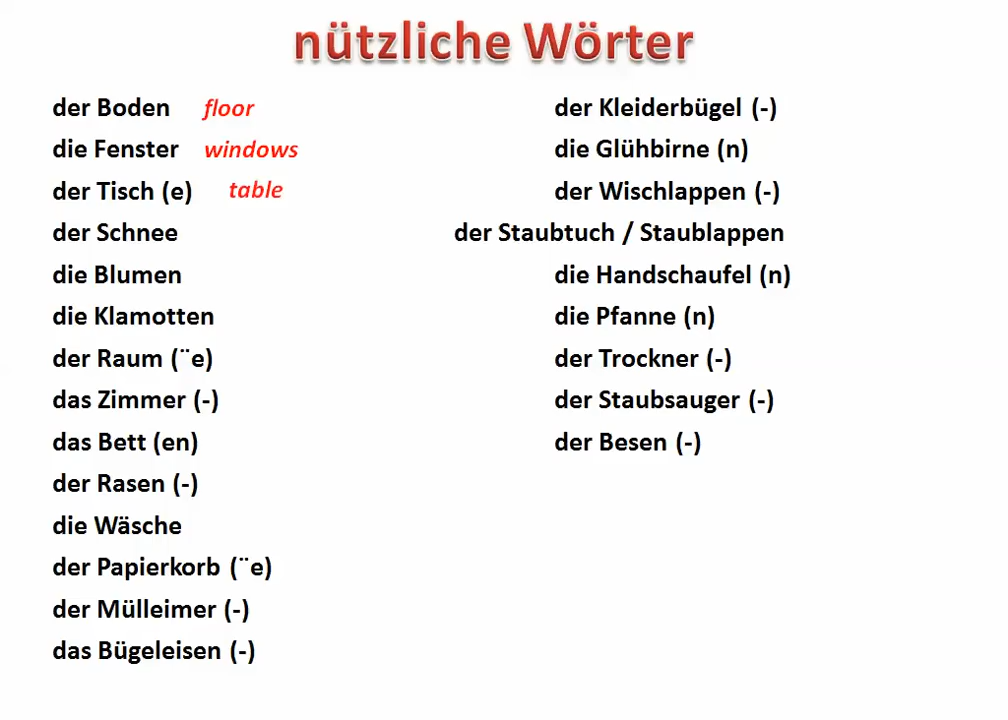 nützliche Wörter
der Boden floor
die Fenster windows
der Tisch (e) table
der Schnee
die Blumen
die Klamotten
der Raum (¨e)
das Zimmer (-)
das Bett (en)
der Rasen (-)
die Wäsche
der Papierkorb (¨e)
der Mülleimer (-)
das Bügeleisen (-)
der Kleiderbügel (-)
die Glühbirne (n)
der Wischlappen (-)
der Staubtuch / Staublappen
die Handschaufel (n)
die Pfanne (n)
der Trockner (-)
der Staubsauger (-)
der Besen (-)